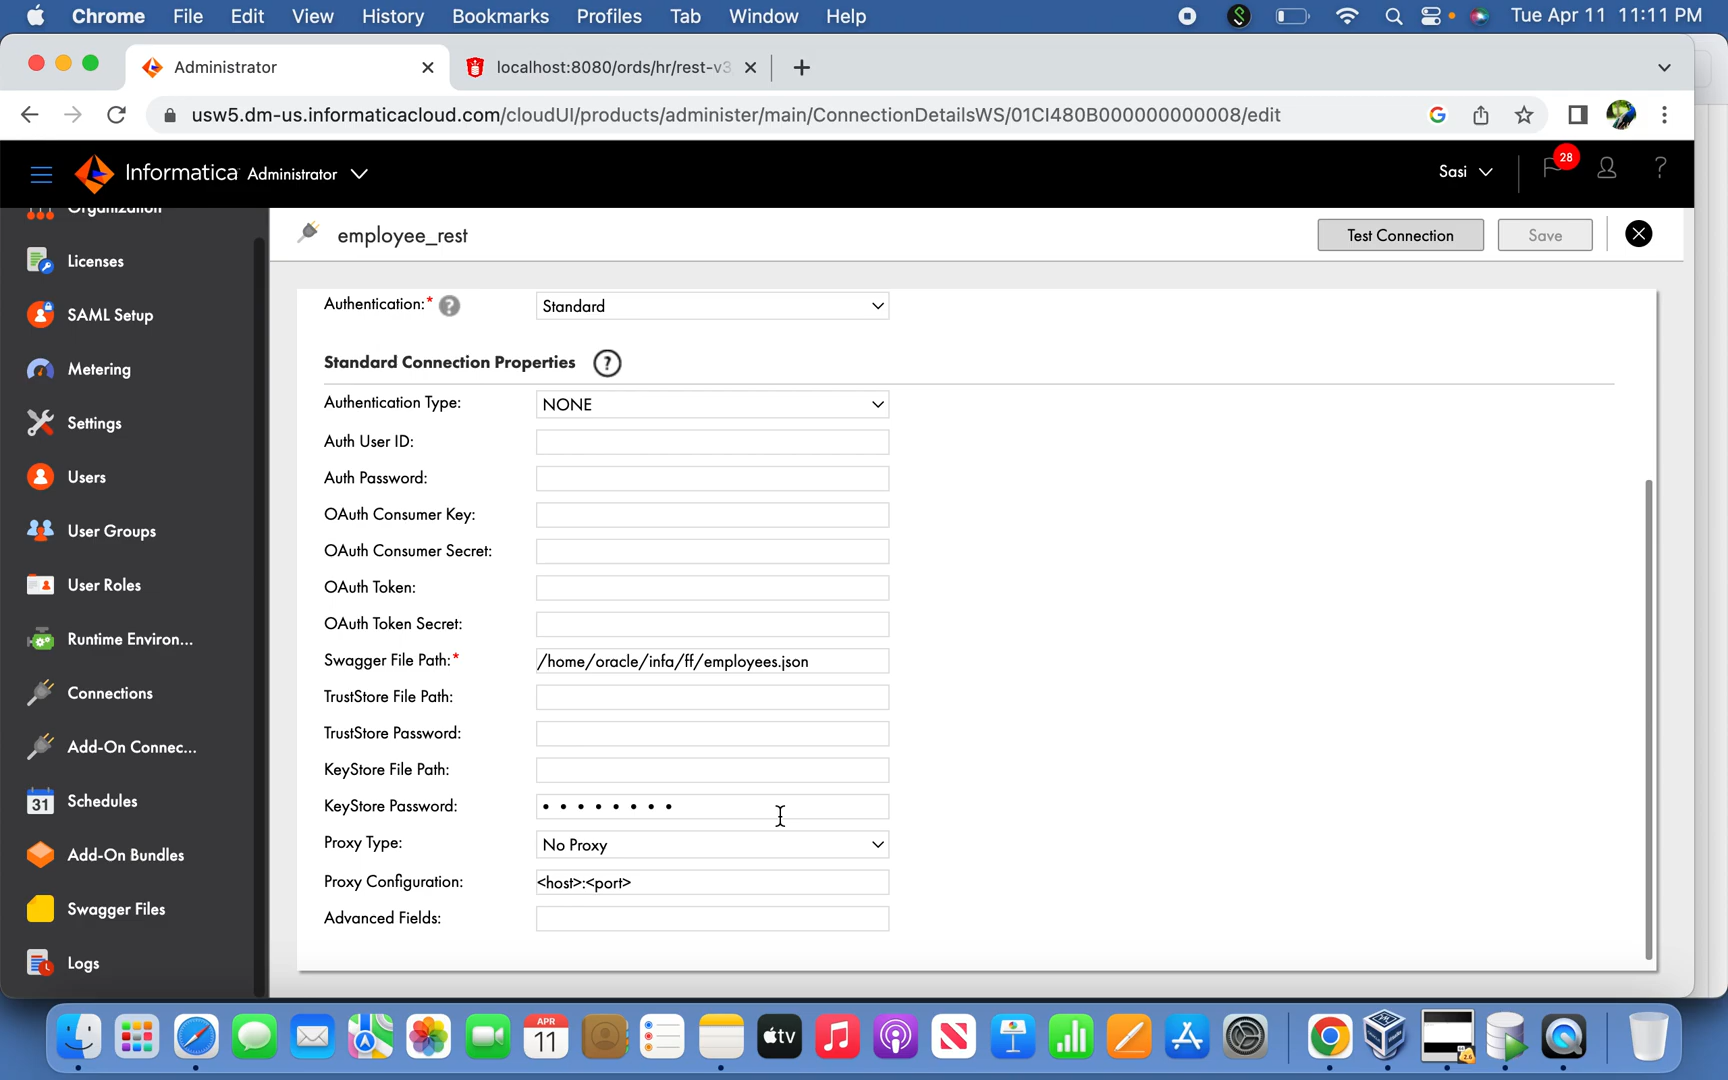 Chrome File Edit View History Bookmarks Profiles Tab Window Help Tue Apr 11 11:11 PM
Administrator localhost:8080/ords/hr/rest-v3
usw5.dm-us.informaticacloud.com/cloudUI/products/administer/main/ConnectionDetailsWS/01CI480B000000000008/edit
Informatica Administrator Sasi 28 ?
Organization
Licenses
SAML Setup
Metering
Settings
Users
User Groups
User Roles
Runtime Environ...
Connections
Add-On Connec...
31 Schedules
Add-On Bundles
Swagger Files
Logs
employee_rest Test Connection Save
Authentication:* ? Standard
Standard Connection Properties ?
Authentication Type: NONE
Auth User ID:
Auth Password:
OAuth Consumer Key:
OAuth Consumer Secret:
OAuth Token:
OAuth Token Secret:
Swagger File Path:* /home/oracle/infa/ff/employees.json
TrustStore File Path:
TrustStore Password:
KeyStore File Path:
KeyStore Password: ••••••••
Proxy Type: No Proxy
Proxy Configuration: <host>:<port>
Advanced Fields:
APR
11
tv